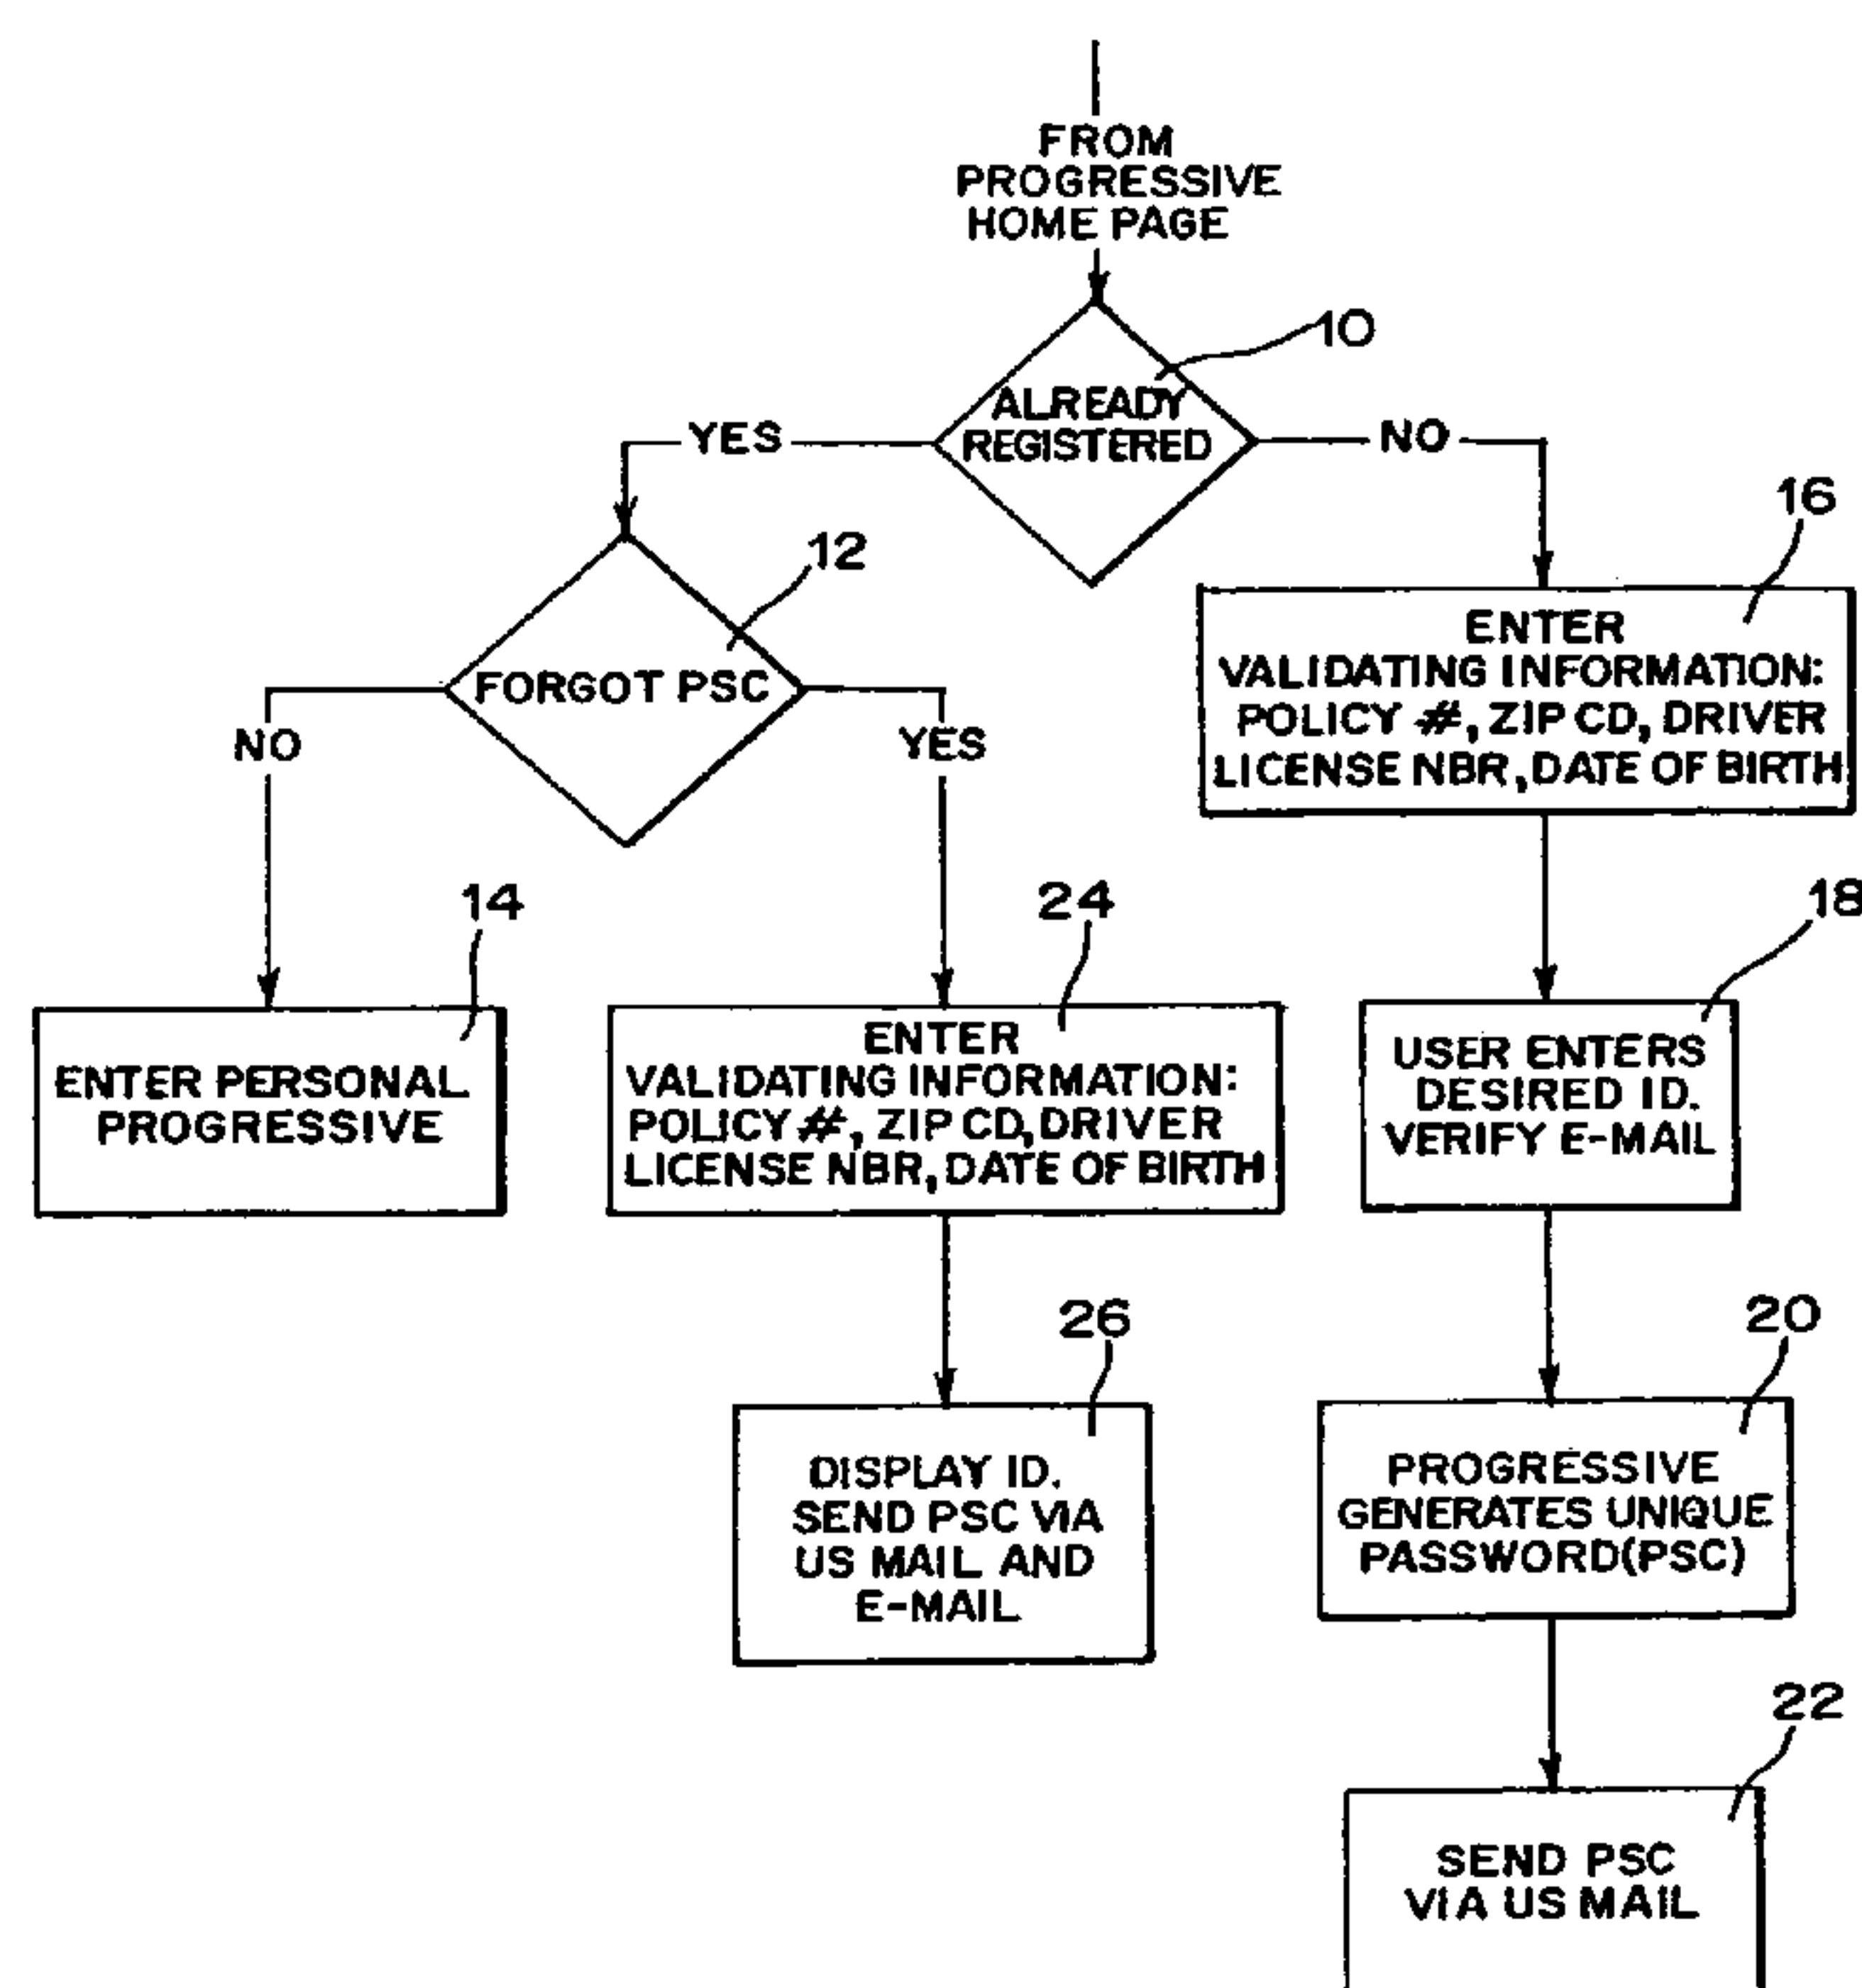 FROM
PROGRESSIVE
HOME PAGE
10
ALREADY
REGISTERED
YES
NO
16
12
ENTER
VALIDATING INFORMATION:
POLICY #, ZIP CD, DRIVER
LICENSE NBR, DATE OF BIRTH
FORGOT PSC
NO
YES
14
24
18
ENTER PERSONAL
PROGRESSIVE
ENTER
VALIDATING INFORMATION:
POLICY #, ZIP CD, DRIVER
LICENSE NBR, DATE OF BIRTH
USER ENTERS
DESIRED ID.
VERIFY E-MAIL
26
20
DISPLAY ID.
SEND PSC VIA
US MAIL AND
E-MAIL
PROGRESSIVE
GENERATES UNIQUE
PASSWORD(PSC)
22
SEND PSC
VIA US MAIL